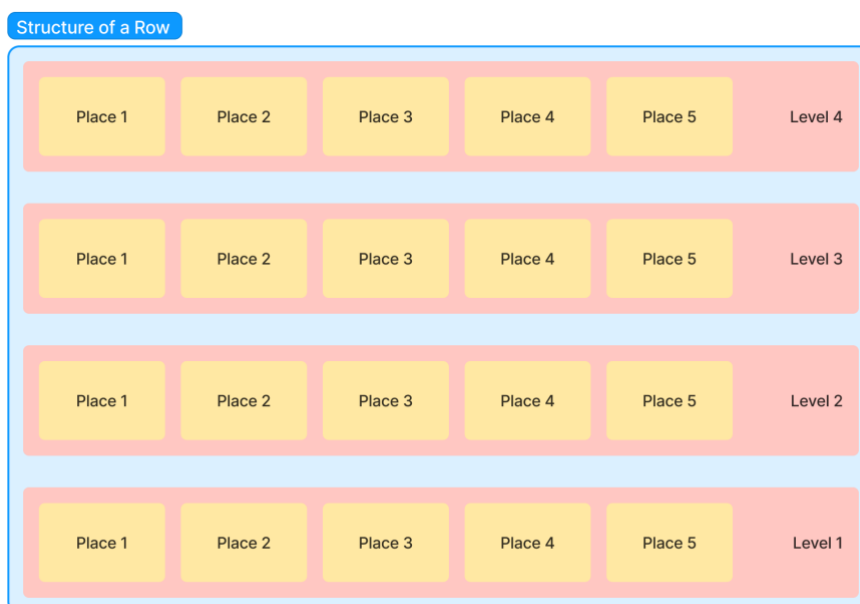 Structure of a Row
Place 1 Place 2 Place 3 Place 4 Place 5 Level 4
Place 1 Place 2 Place 3 Place 4 Place 5 Level 3
Place 1 Place 2 Place 3 Place 4 Place 5 Level 2
Place 1 Place 2 Place 3 Place 4 Place 5 Level 1